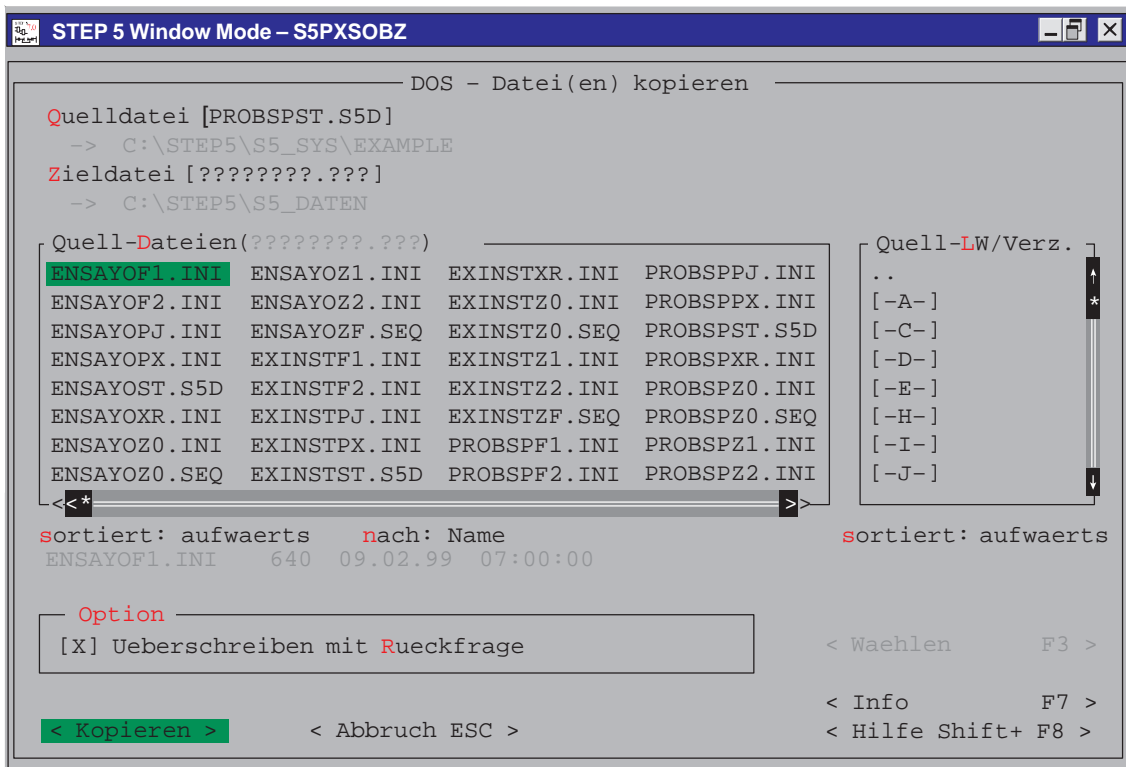 STEP 5 Window Mode – S5PXSOBZ
DOS – Datei(en) kopieren
Quelldatei [PROBSPST.S5D]
–> C:\STEP5\S5_SYS\EXAMPLE
Zieldatei [????????.???]
–> C:\STEP5\S5_DATEN
Quell-Dateien(????????.???) Quell-LW/Verz.
ENSAYOF1.INI ENSAYOZ1.INI EXINSTXR.INI PROBSPPJ.INI ..
ENSAYOF2.INI ENSAYOZ2.INI EXINSTZ0.INI PROBSPPX.INI [-A-]
ENSAYOPJ.INI ENSAYOZF.SEQ EXINSTZ0.SEQ PROBSPST.S5D [-C-]
ENSAYOPX.INI EXINSTF1.INI EXINSTZ1.INI PROBSPXR.INI [-D-]
ENSAYOST.S5D EXINSTF2.INI EXINSTZ2.INI PROBSPZ0.INI [-E-]
ENSAYOXR.INI EXINSTPJ.INI EXINSTZF.SEQ PROBSPZ0.SEQ [-H-]
ENSAYOZ0.INI EXINSTPX.INI PROBSPF1.INI PROBSPZ1.INI [-I-]
ENSAYOZ0.SEQ EXINSTST.S5D PROBSPF2.INI PROBSPZ2.INI [-J-]
sortiert: aufwaerts nach: Name sortiert: aufwaerts
ENSAYOF1.INI 640 09.02.99 07:00:00
Option
[X] Ueberschreiben mit Rueckfrage
< Waehlen F3 >
< Info F7 >
< Kopieren > < Abbruch ESC > < Hilfe Shift+ F8 >